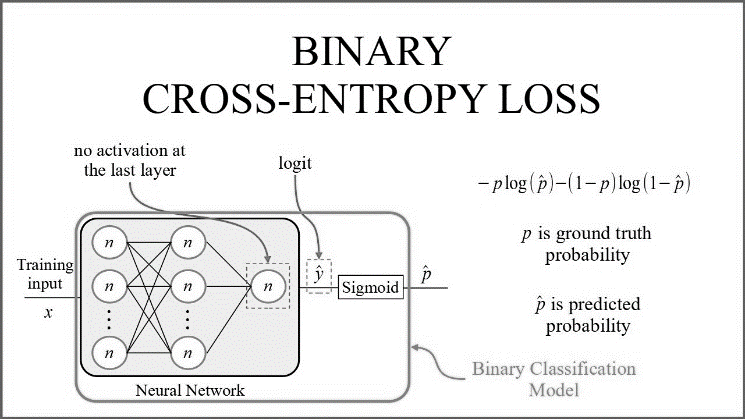 BINARY
CROSS-ENTROPY LOSS
no activation at
the last layer
logit
Training
input
x
n
n
n
n
n
⋮
⋮
n
n
ŷ
Sigmoid
p̂
Neural Network
−p log(p̂)−(1−p)log(1−p̂)
p is ground truth
probability
p̂ is predicted
probability
Binary Classification
Model